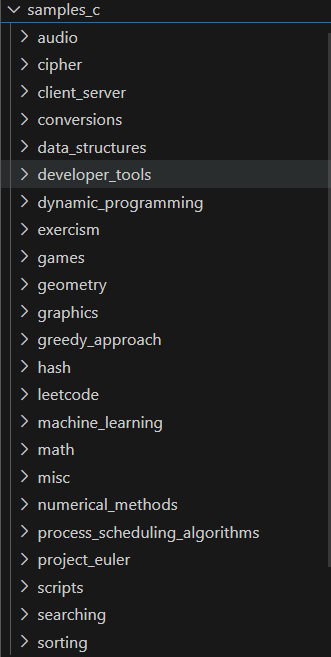 samples_c
audio
cipher
client_server
conversions
data_structures
developer_tools
dynamic_programming
exercism
games
geometry
graphics
greedy_approach
hash
leetcode
machine_learning
math
misc
numerical_methods
process_scheduling_algorithms
project_euler
scripts
searching
sorting